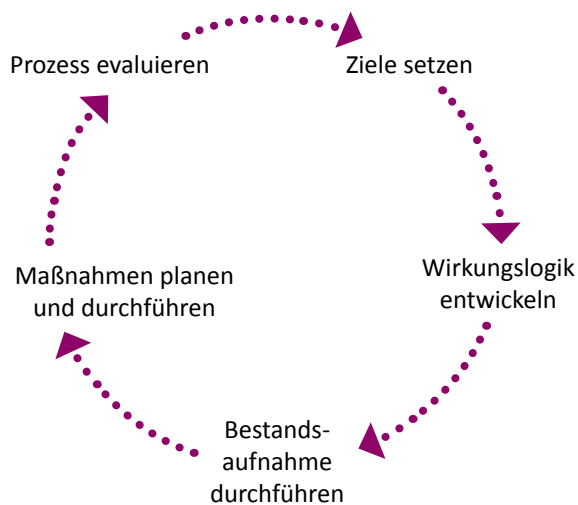 Prozess evaluieren
Ziele setzen
Wirkungslogik
entwickeln
Bestands-
aufnahme
durchführen
Maßnahmen planen
und durchführen